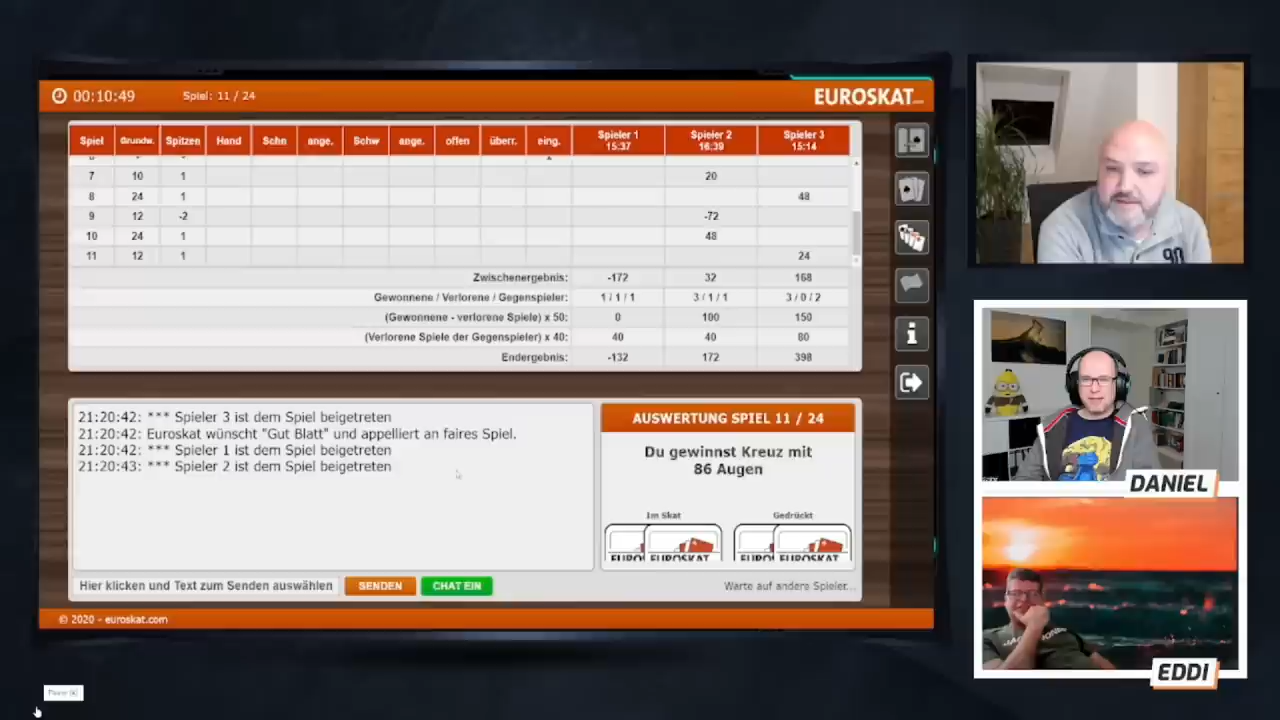 00:10:49 Spiel: 11 / 24 EUROSKAT.com
Spiel Grundw. Spitzen Hand Schn ange. Schw ange. offen überr. eing. Spieler 1 Spieler 2 Spieler 3
15:37 16:39 15:14
7 10 1 20
8 24 1 48
9 12 -2 -72
10 24 1 48
11 12 1 24
Zwischenergebnis: -172 32 168
Gewonnene / Verlorene / Gegenspieler: 1 / 1 / 1 3 / 1 / 1 3 / 0 / 2
(Gewonnene - verlorene Spiele) x 50: 0 100 150
(Verlorene Spiele der Gegenspieler) x 40: 40 40 80
Endergebnis: -132 172 398
21:20:42: *** Spieler 3 ist dem Spiel beigetreten
21:20:42: Euroskat wünscht "Gut Blatt" und appelliert an faires Spiel.
21:20:42: *** Spieler 1 ist dem Spiel beigetreten
21:20:43: *** Spieler 2 ist dem Spiel beigetreten
AUSWERTUNG SPIEL 11 / 24
Du gewinnst Kreuz mit
86 Augen
Im Skat Gedrückt
EURO EUROSKAT EURO EUROSKAT
Hier klicken und Text zum Senden auswählen SENDEN CHAT EIN Warte auf andere Spieler...
© 2020 - euroskat.com
90
DANIEL
EDDI